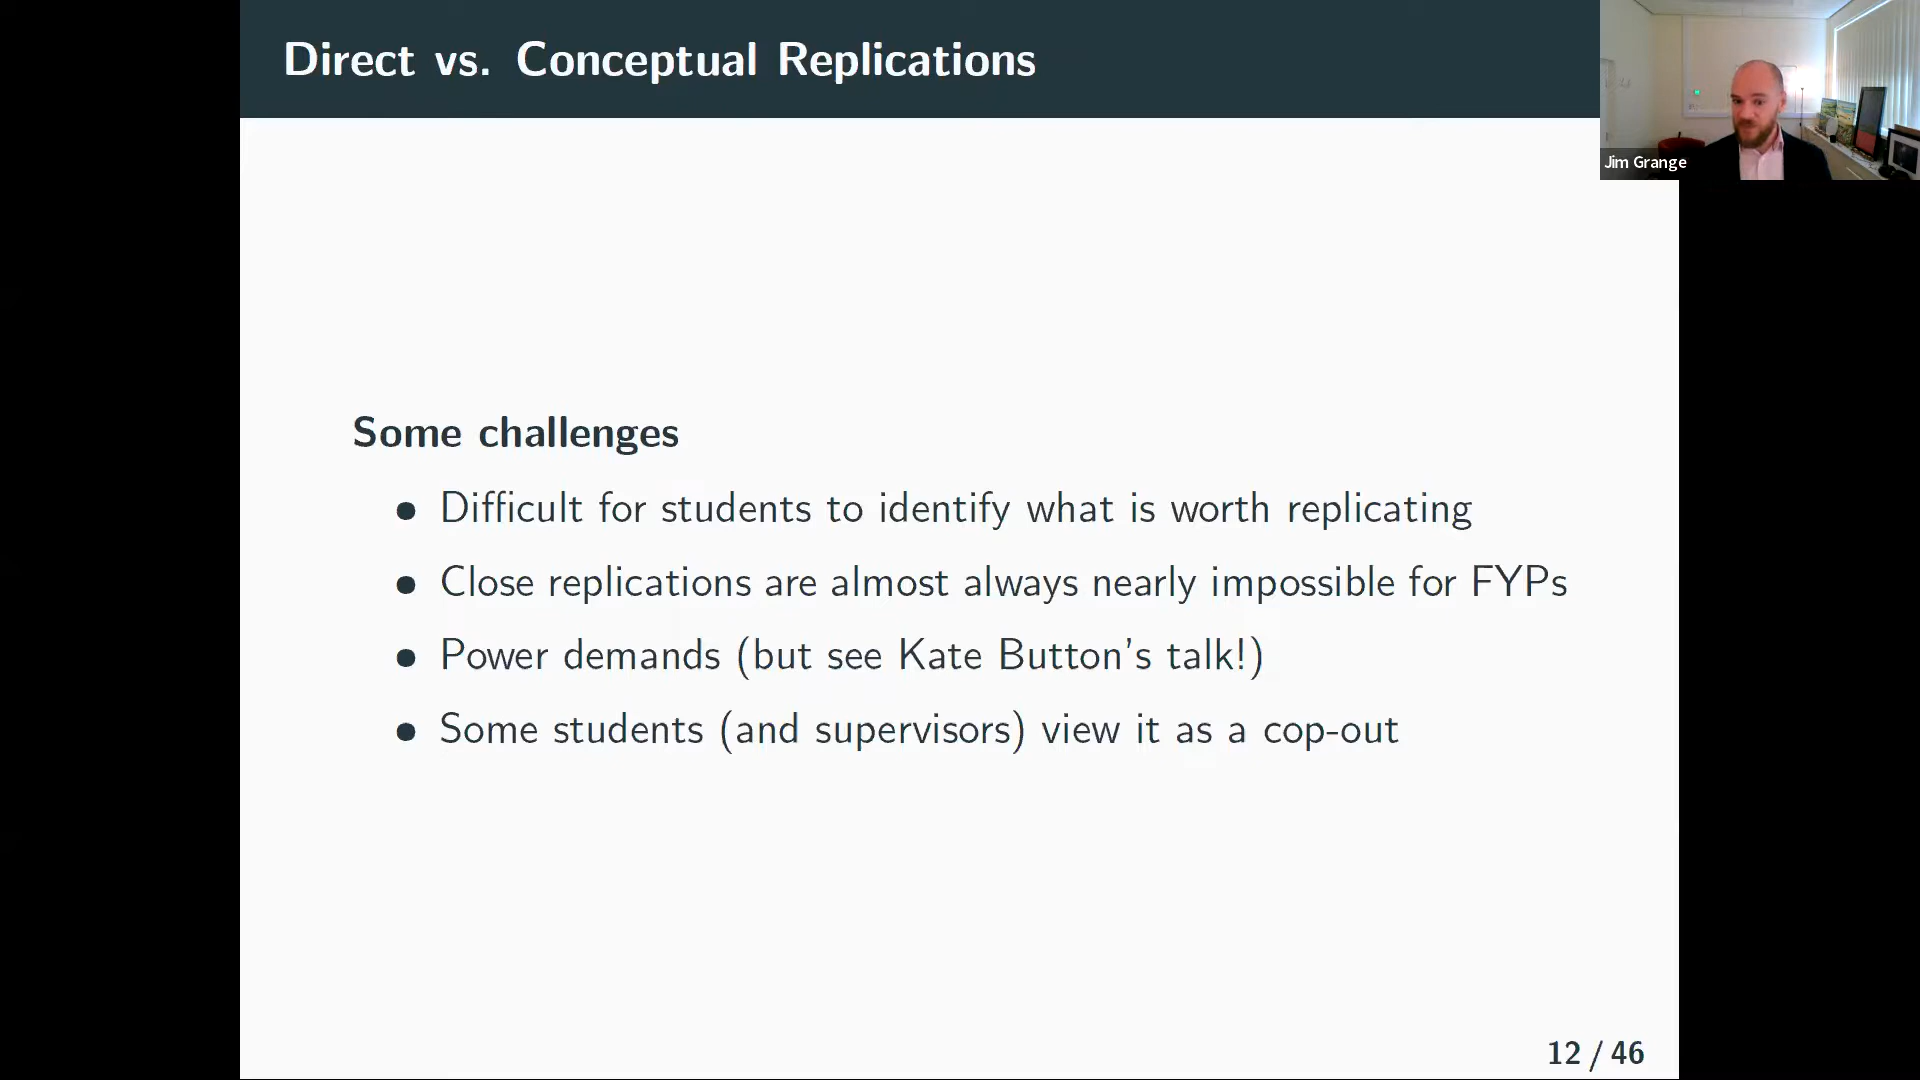 Direct vs. Conceptual Replications
Jim Grange
Some challenges
• Difficult for students to identify what is worth replicating
• Close replications are almost always nearly impossible for FYPs
• Power demands (but see Kate Button's talk!)
• Some students (and supervisors) view it as a cop-out
12 / 46